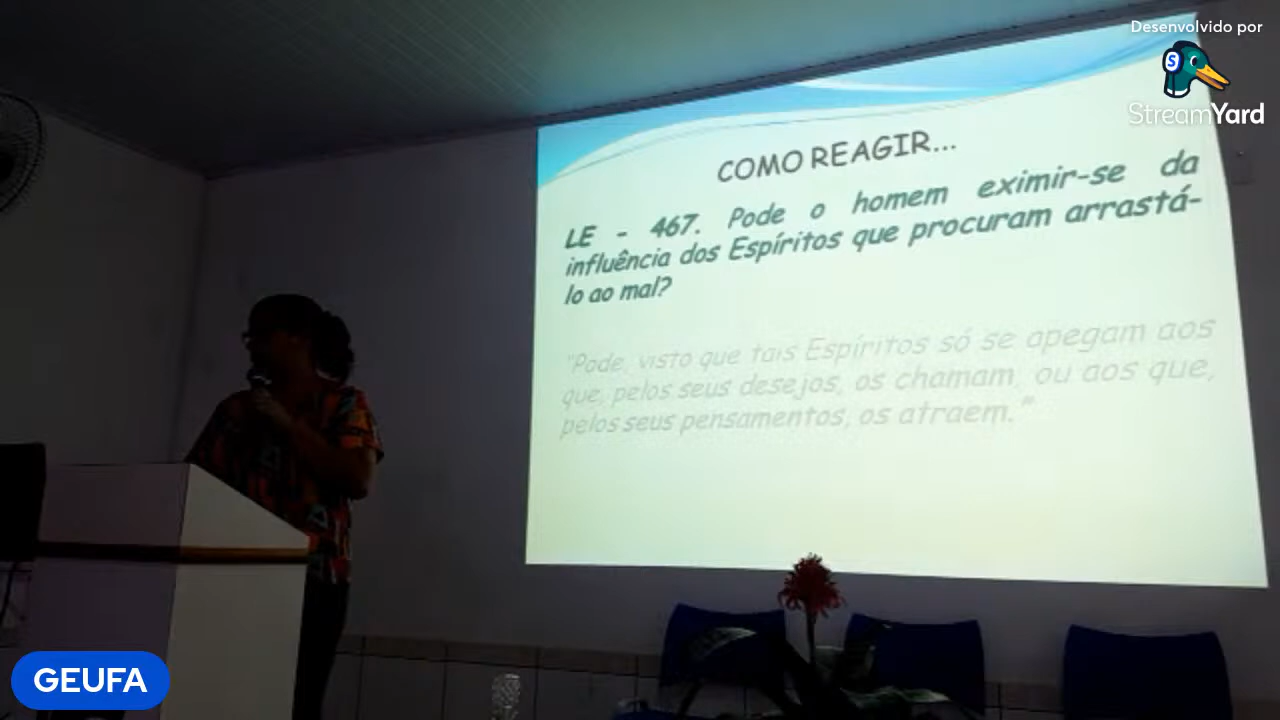 Desenvolvido por
StreamYard
COMO REAGIR...
LE - 467. Pode o homem eximir-se da
influência dos Espíritos que procuram arrastá-
lo ao mal?
"Pode, visto que tais Espíritos só se apegam aos
que, pelos seus desejos, os chamam, ou aos que,
pelos seus pensamentos, os atraem."
GEUFA